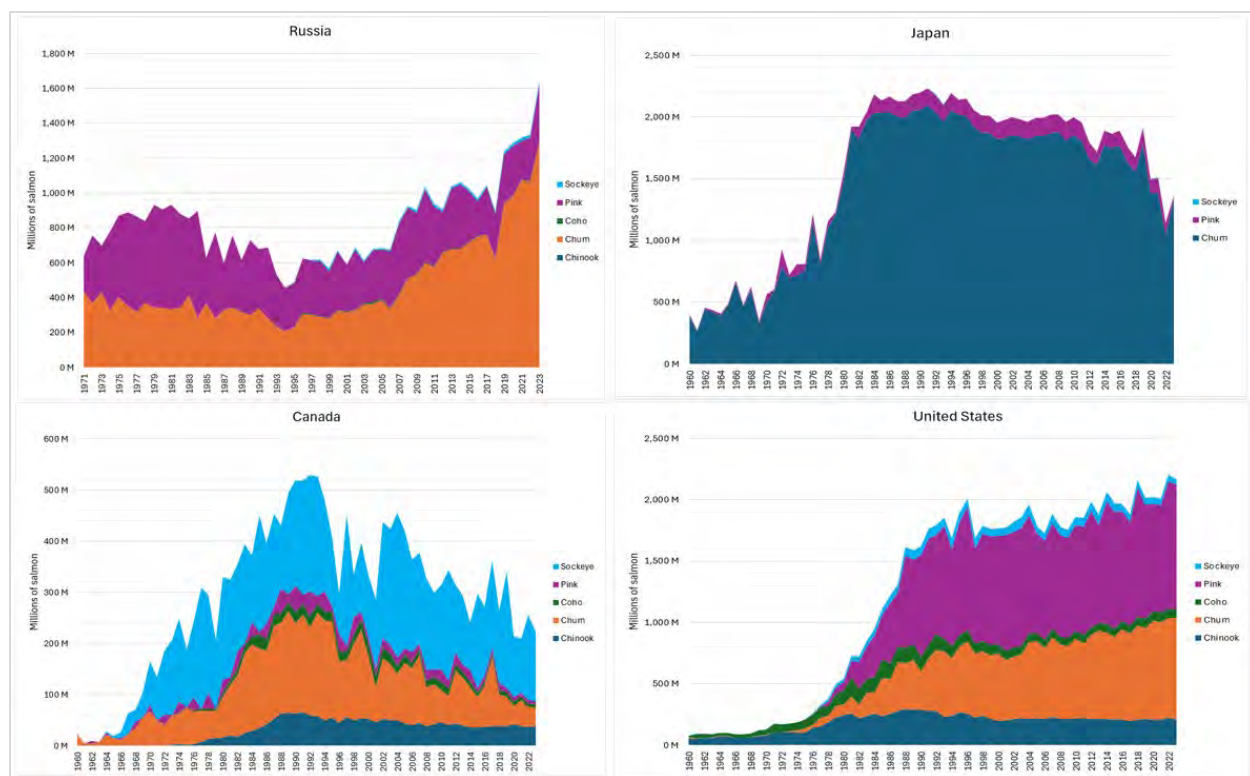 Russia
1,800 M
1,600 M
1,400 M
1,200 M
1,000 M
800 M
600 M
400 M
200 M
0 M
Millions of salmon
1971
1973
1975
1977
1979
1981
1983
1985
1987
1989
1991
1993
1995
1997
1999
2001
2003
2005
2007
2009
2011
2013
2015
2017
2019
2021
2023
Sockeye
Pink
Coho
Chum
Chinook
Japan
2,500 M
2,000 M
1,500 M
1,000 M
500 M
0 M
Millions of salmon
1960
1962
1964
1966
1968
1970
1972
1974
1976
1978
1980
1982
1984
1986
1988
1990
1992
1994
1996
1998
2000
2002
2004
2006
2008
2010
2012
2014
2016
2018
2020
2022
Sockeye
Pink
Chum
Canada
600 M
500 M
400 M
300 M
200 M
100 M
0 M
Millions of salmon
1960
1962
1964
1966
1968
1970
1972
1974
1976
1978
1980
1982
1984
1986
1988
1990
1992
1994
1996
1998
2000
2002
2004
2006
2008
2010
2012
2014
2016
2018
2020
2022
Sockeye
Pink
Coho
Chum
Chinook
United States
2,500 M
2,000 M
1,500 M
1,000 M
500 M
0 M
Millions of salmon
1960
1962
1964
1966
1968
1970
1972
1974
1976
1978
1980
1982
1984
1986
1988
1990
1992
1994
1996
1998
2000
2002
2004
2006
2008
2010
2012
2014
2016
2018
2020
2022
Sockeye
Pink
Coho
Chum
Chinook